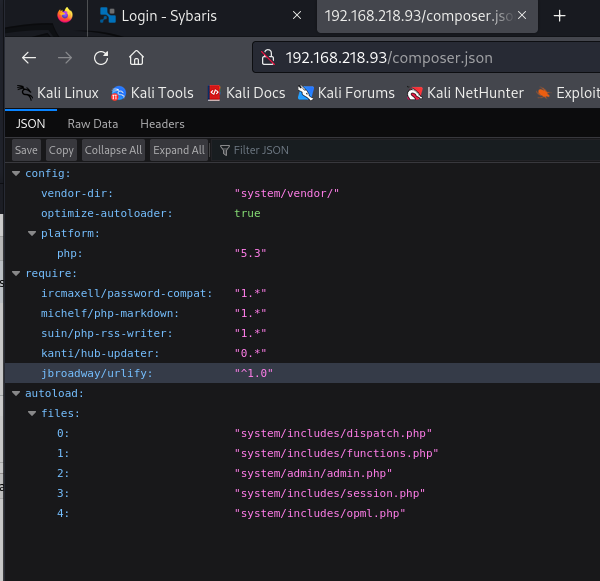 Login - Sybaris
192.168.218.93/composer.jso
192.168.218.93/composer.json
Kali Linux Kali Tools Kali Docs Kali Forums Kali NetHunter Exploit
JSON Raw Data Headers
Save Copy Collapse All Expand All Filter JSON
config:
vendor-dir: "system/vendor/"
optimize-autoloader: true
platform:
php: "5.3"
require:
ircmaxell/password-compat: "1.*"
michelf/php-markdown: "1.*"
suin/php-rss-writer: "1.*"
kanti/hub-updater: "0.*"
jbroadway/urlify: "^1.0"
autoload:
files:
0: "system/includes/dispatch.php"
1: "system/includes/functions.php"
2: "system/admin/admin.php"
3: "system/includes/session.php"
4: "system/includes/opml.php"